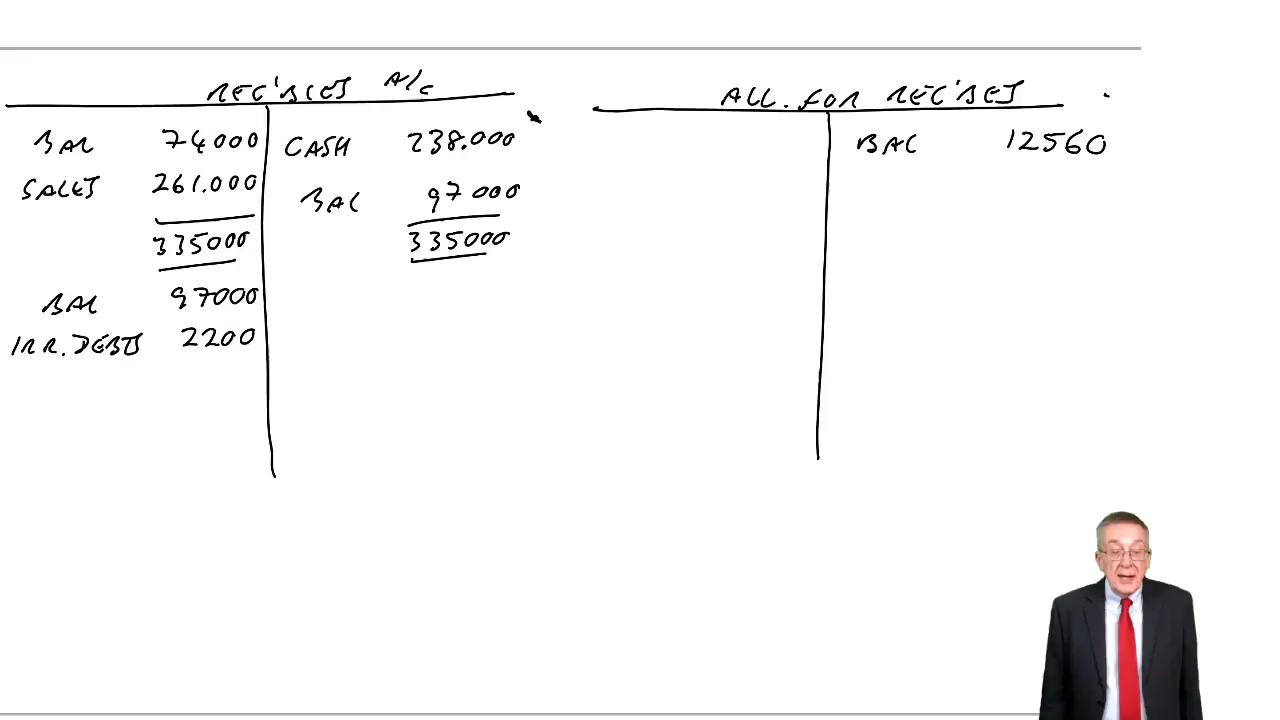 REC'BLES A/c
BAL 74000 CASH 238.000
SALES 261.000 BAL 97000
335000 335000
BAL 97000
IRR. DEBTS 2200
ALL. FOR REC'BLES
BAL 12560